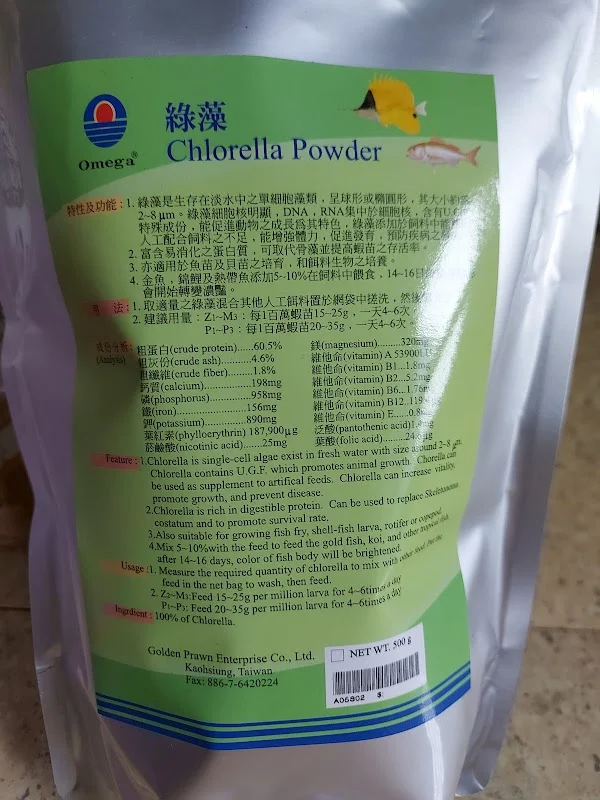 Omega®
綠藻
Chlorella Powder
特性及功能：1. 綠藻是生存在淡水中之單細胞藻類，呈球形或橢圓形，其大小約
2~8μm。綠藻細胞核明顯，DNA，RNA集中於細胞核，含有U.G
特殊成份，能促進動物之成長為其特色，綠藻添加於飼料中能
人工配合飼料之不足，能增強體力，促進發育，預防疾病之
2. 富含易消化之蛋白質，可取代骨藻並提高蝦苗之存活率。
3. 亦適用於魚苗及貝苗之培育，和餌料生物之培養。
4. 金魚，錦鯉及熱帶魚添加5~10%在飼料中餵食，14~16日
會開始轉變濃豔。
用 法：1. 取適量之綠藻混合其他人工餌料置於網袋中搓洗，然後
2. 建議用量：Z1~M3：每1百萬蝦苗15~25g，一天4~6次
P1~P3：每1百萬蝦苗20~35g，一天4~6次
成份分析：粗蛋白(crude protein).....60.5% 鎂(magnesium).......320mg
(Analysis) 粗灰份(crude ash)....4.6% 維他命(vitamin) A 53900I.U
粗纖維(crude fiber)....1.8% 維他命(vitamin) B1...1.8mg
鈣質(calcium)..............198mg 維他命(vitamin) B2...5.2mg
磷(phosphorus)............958mg 維他命(vitamin) B6...1.76m
鐵(iron)....................156mg 維他命(vitamin) B12..119
鉀(potassium)............890mg 維他命(vitamin) E.....0.8
葉紅素(phylloerythrin) 187,900μg 泛酸(pantothenic acid)1.
菸鹼酸(nicotinic acid)......25mg 葉酸(folic acid)........24.6μg
Feature : 1.Chlorella is single-cell algae exist in fresh water with size around 2~8 μm.
Chlorella contains U.G.F. which promotes animal growth. Chorella can
be used as supplement to artifical feeds. Chlorella can increase vitality,
promote growth, and prevent disease.
2.Chlorella is rich in digestible protein. Can be used to replace Skeletonema
costatum and to promote survival rate.
3.Also suitable for growing fish fry, shell-fish larva, rotifer or copepod.
4.Mix 5~10%with the feed to feed the gold fish, koi, and other tropical fish,
after 14~16 days, color of fish body will be brightened.
Usage :1. Measure the required quantity of chlorella to mix with other feed. Put the
feed in the net bag to wash, then feed.
2. Z2~M3:Feed 15~25g per million larva for 4~6times a day
P1~P3: Feed 20~35g per million larva for 4~6times a day
Ingrdient : 100% of Chlorella.
NET WT. 500 g
A06802 $:
Golden Prawn Enterprise Co., Ltd.
Kaohsiung, Taiwan
Fax: 886-7-6420224